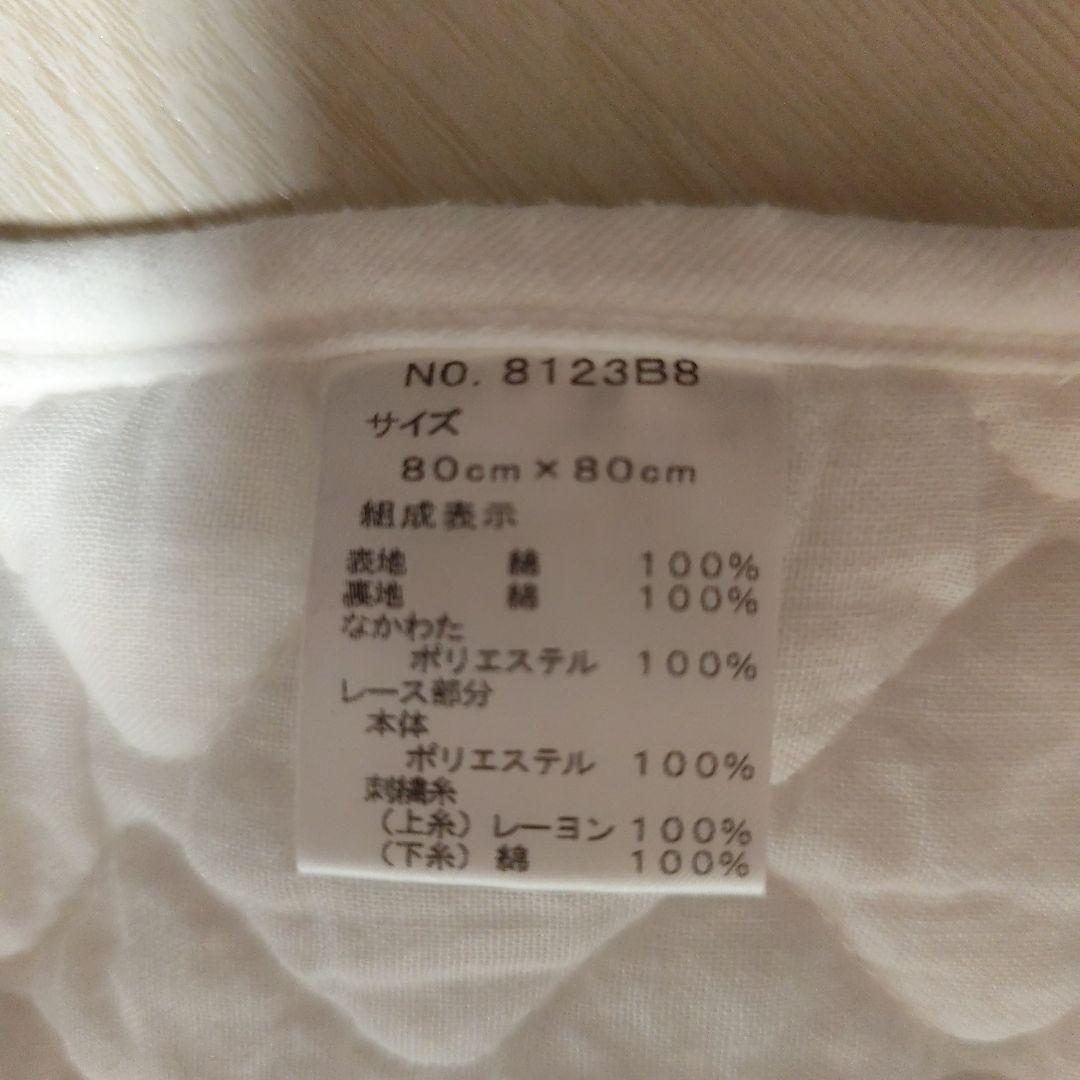 NO. 8123B8
サイズ
80cm×80cm
組成表示
表地 綿 100%
裏地 綿 100%
なかわた
ポリエステル 100%
レース部分
本体
ポリエステル 100%
刺繍糸
（上糸）レーヨン 100%
（下糸）綿 100%